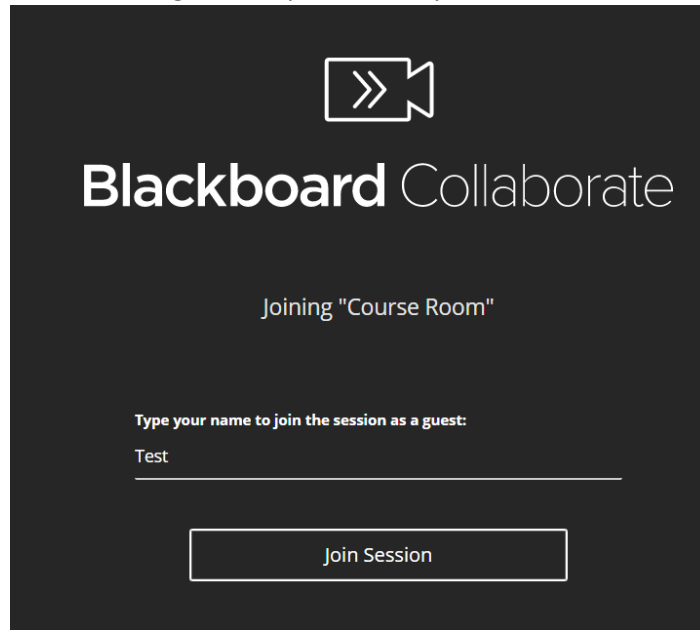 Blackboard Collaborate
Joining "Course Room"
Type your name to join the session as a guest:
Test
Join Session